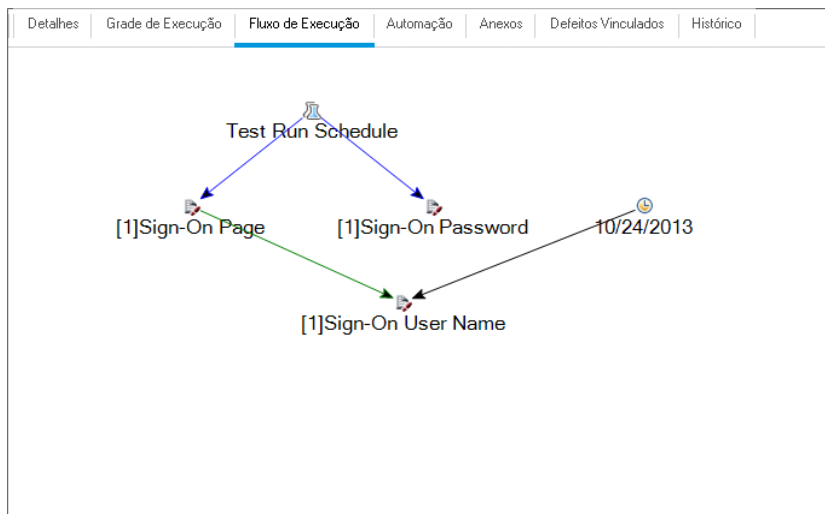 Detalhes
Grade de Execução
Fluxo de Execução
Automação
Anexos
Defeitos Vinculados
Histórico
Test Run Schedule
[1]Sign-On Page
[1]Sign-On Password
10/24/2013
[1]Sign-On User Name